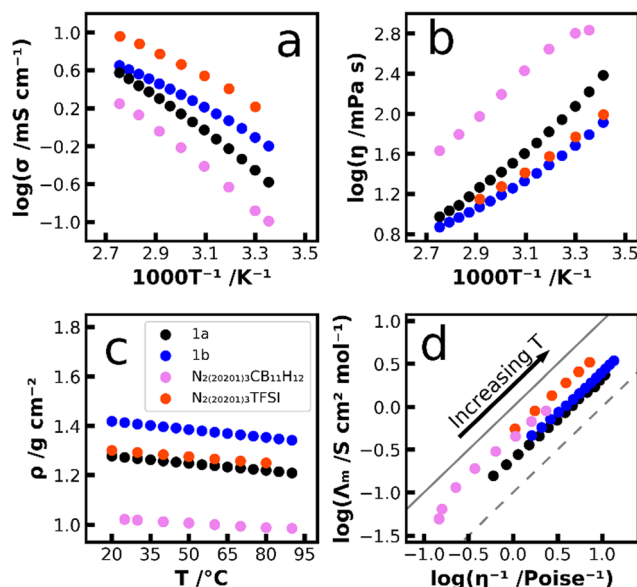 a
1.0
0.6
0.2
−0.2
−0.6
−1.0
log(σ /mS cm⁻¹)
2.7 2.9 3.1 3.3 3.5
1000T⁻¹ /K⁻¹
b
2.8
2.4
2.0
1.6
1.2
0.8
log(η /mPa s)
2.7 2.9 3.1 3.3 3.5
1000T⁻¹ /K⁻¹
c
1.8
1.6
1.4
1.2
1.0
ρ /g cm⁻²
1a
1b
N₂₍₂₀₂₀₁₎₃CB₁₁H₁₂
N₂₍₂₀₂₀₁₎₃TFSI
20 35 50 65 80 95
T /°C
d
1.0
0.5
0.0
−0.5
−1.0
−1.5
log(Λₘ /S cm² mol⁻¹)
Increasing T
−1.0 −0.4 0.2 0.8 1.4
log(η⁻¹ /Poise⁻¹)